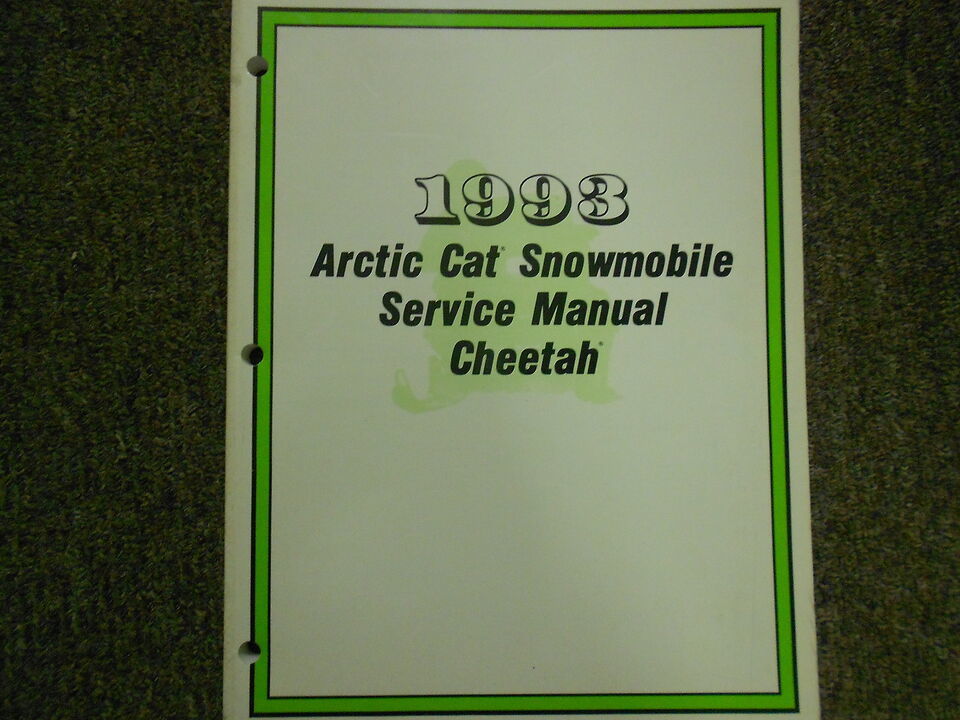 1993
Arctic Cat® Snowmobile
Service Manual
Cheetah®